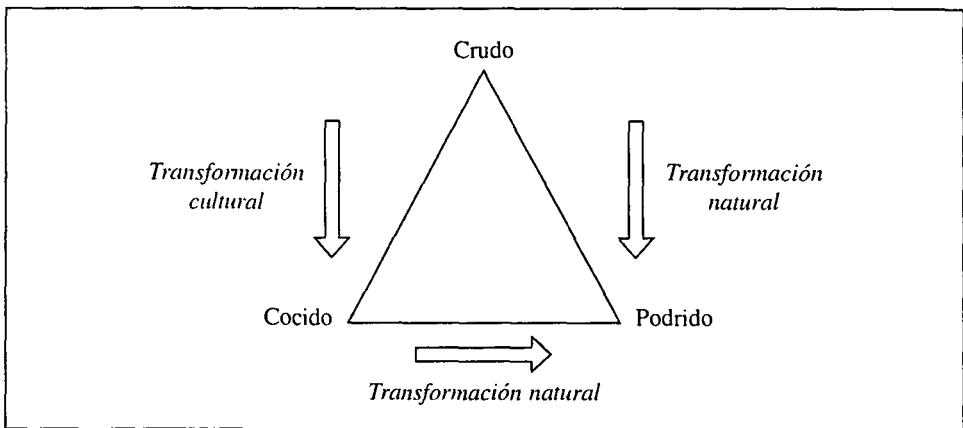 Crudo
Transformación
cultural
Transformación
natural
Cocido
Podrido
Transformación natural